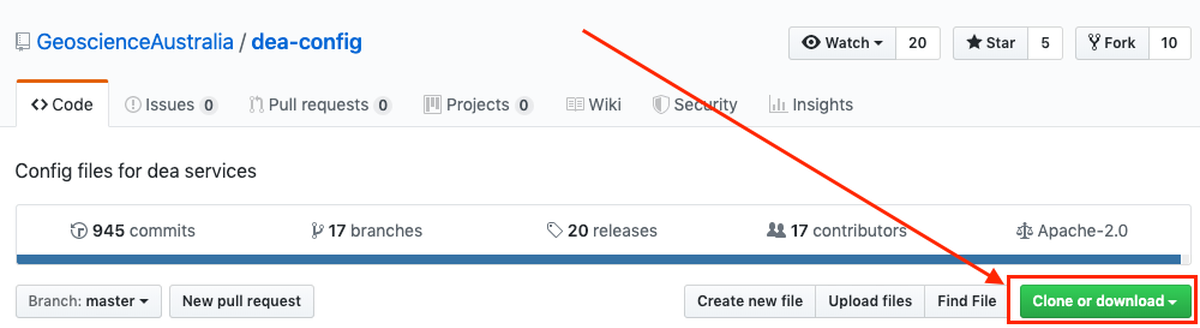 GeoscienceAustralia / dea-config
Watch 20 Star 5 Fork 10
Code Issues 0 Pull requests 0 Projects 0 Wiki Security Insights
Config files for dea services
945 commits 17 branches 20 releases 17 contributors Apache-2.0
Branch: master New pull request Create new file Upload files Find File Clone or download